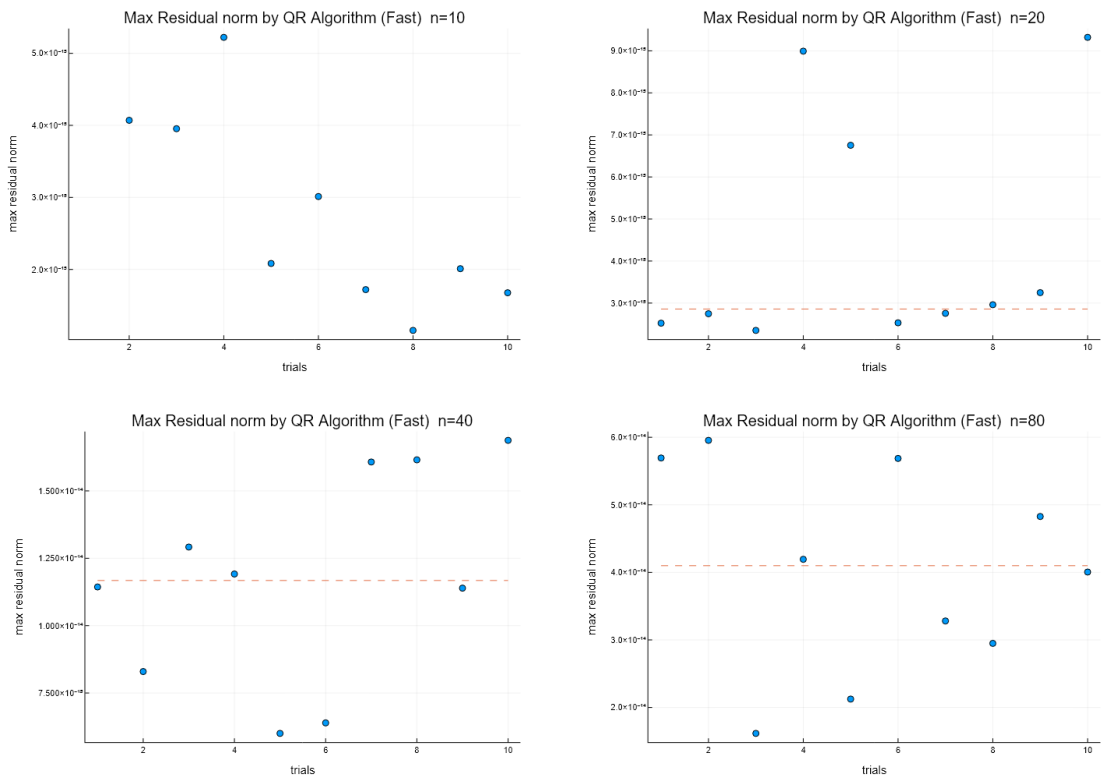 Max Residual norm by QR Algorithm (Fast)  n=10
max residual norm
5.0×10⁻¹⁵
4.0×10⁻¹⁵
3.0×10⁻¹⁵
2.0×10⁻¹⁵
2 4 6 8 10
trials
Max Residual norm by QR Algorithm (Fast)  n=20
max residual norm
9.0×10⁻¹⁵
8.0×10⁻¹⁵
7.0×10⁻¹⁵
6.0×10⁻¹⁵
5.0×10⁻¹⁵
4.0×10⁻¹⁵
3.0×10⁻¹⁵
2 4 6 8 10
trials
Max Residual norm by QR Algorithm (Fast)  n=40
max residual norm
1.500×10⁻¹⁴
1.250×10⁻¹⁴
1.000×10⁻¹⁴
7.500×10⁻¹⁵
2 4 6 8 10
trials
Max Residual norm by QR Algorithm (Fast)  n=80
max residual norm
6.0×10⁻¹⁴
5.0×10⁻¹⁴
4.0×10⁻¹⁴
3.0×10⁻¹⁴
2.0×10⁻¹⁴
2 4 6 8 10
trials